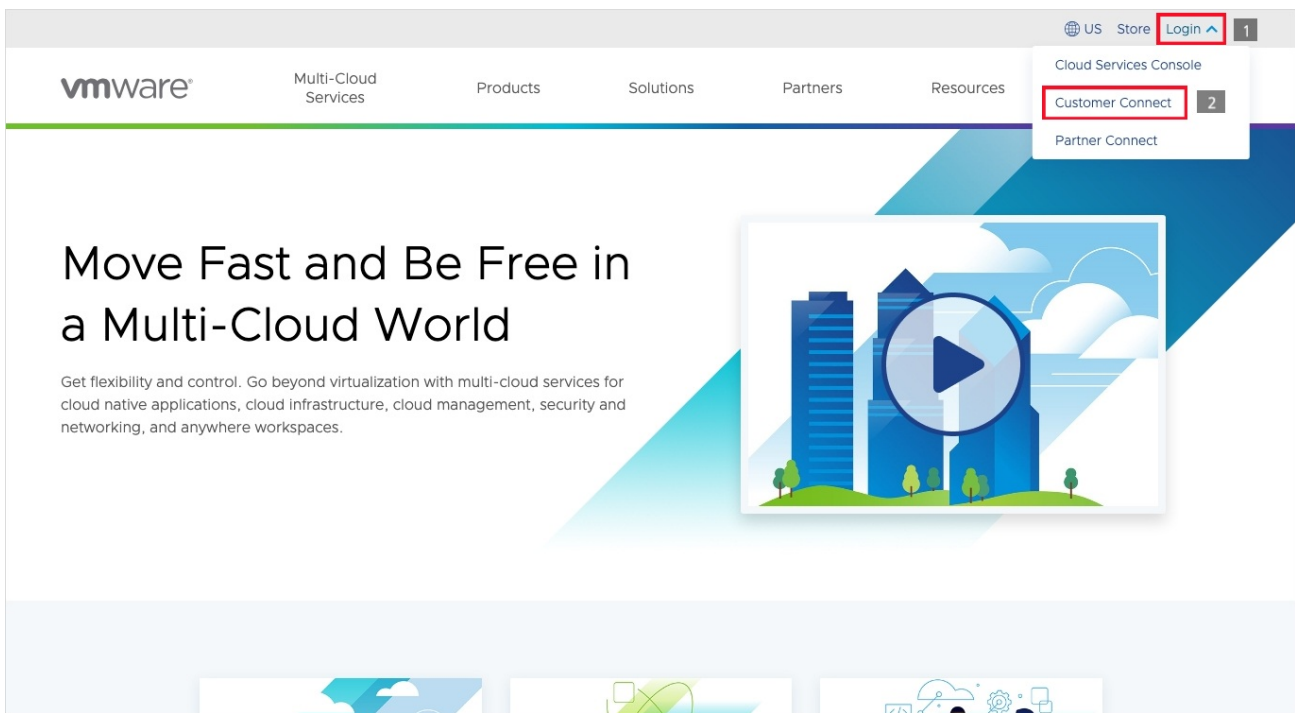 US Store Login 1
Cloud Services Console
vmware®
Multi-Cloud
Services
Products
Solutions
Partners
Resources
Customer Connect 2
Partner Connect
Move Fast and Be Free in
a Multi-Cloud World
Get flexibility and control. Go beyond virtualization with multi-cloud services for
cloud native applications, cloud infrastructure, cloud management, security and
networking, and anywhere workspaces.